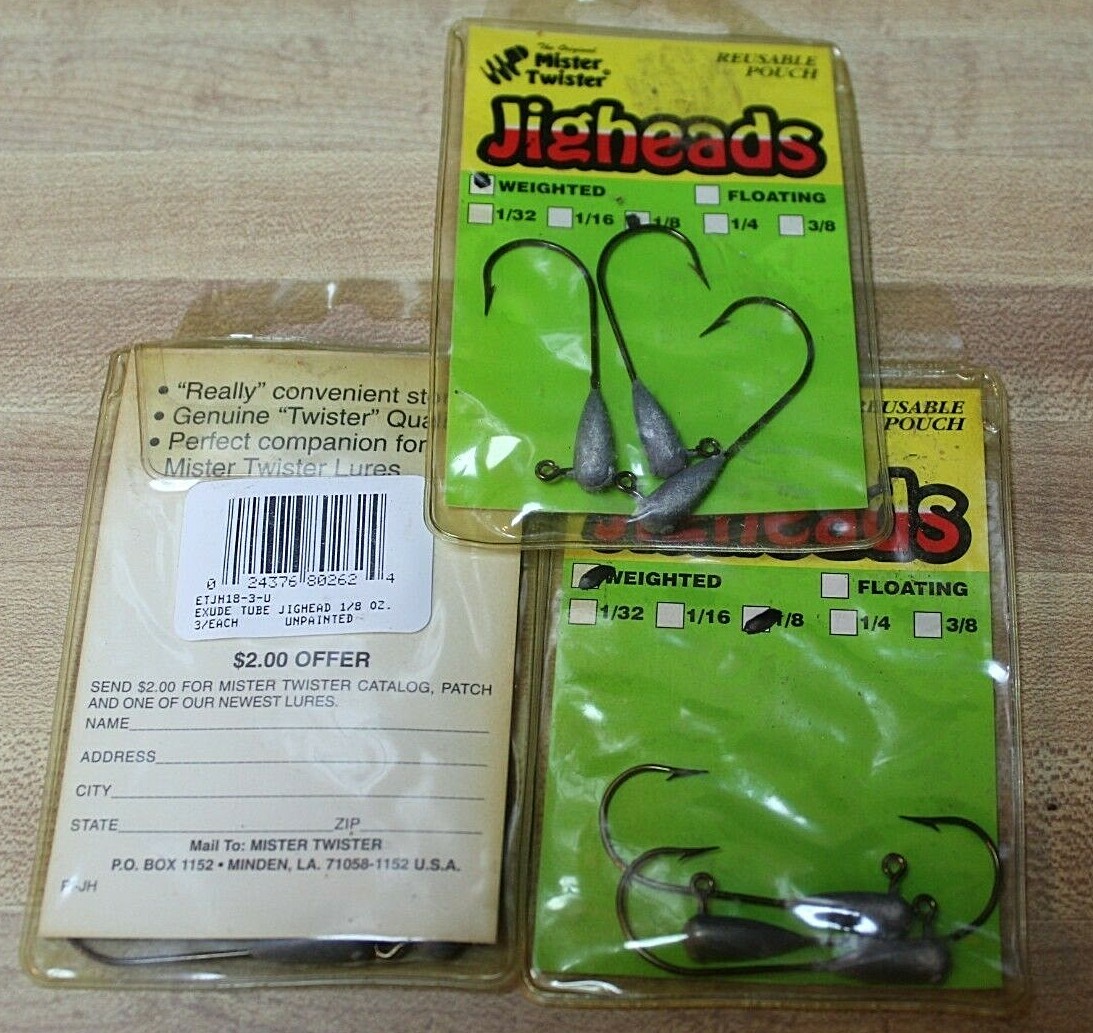 The Original
Mister
Twister®
REUSABLE
POUCH
Jigheads
WEIGHTED FLOATING
1/32 1/16 1/8 1/4 3/8
• "Really" convenient
• Genuine "Twister"
• Perfect companion for
Mister Twister Lures
0 24376 80262 4
ETJH18-3-U
EXUDE TUBE JIGHEAD 1/8 OZ.
3/EACH UNPAINTED
$2.00 OFFER
SEND $2.00 FOR MISTER TWISTER CATALOG, PATCH
AND ONE OF OUR NEWEST LURES.
NAME
ADDRESS
CITY
STATE ZIP
Mail To: MISTER TWISTER
P.O. BOX 1152 • MINDEN, LA. 71058-1152 U.S.A.
REUSABLE
POUCH
Jigheads
WEIGHTED FLOATING
1/32 1/16 1/8 1/4 3/8